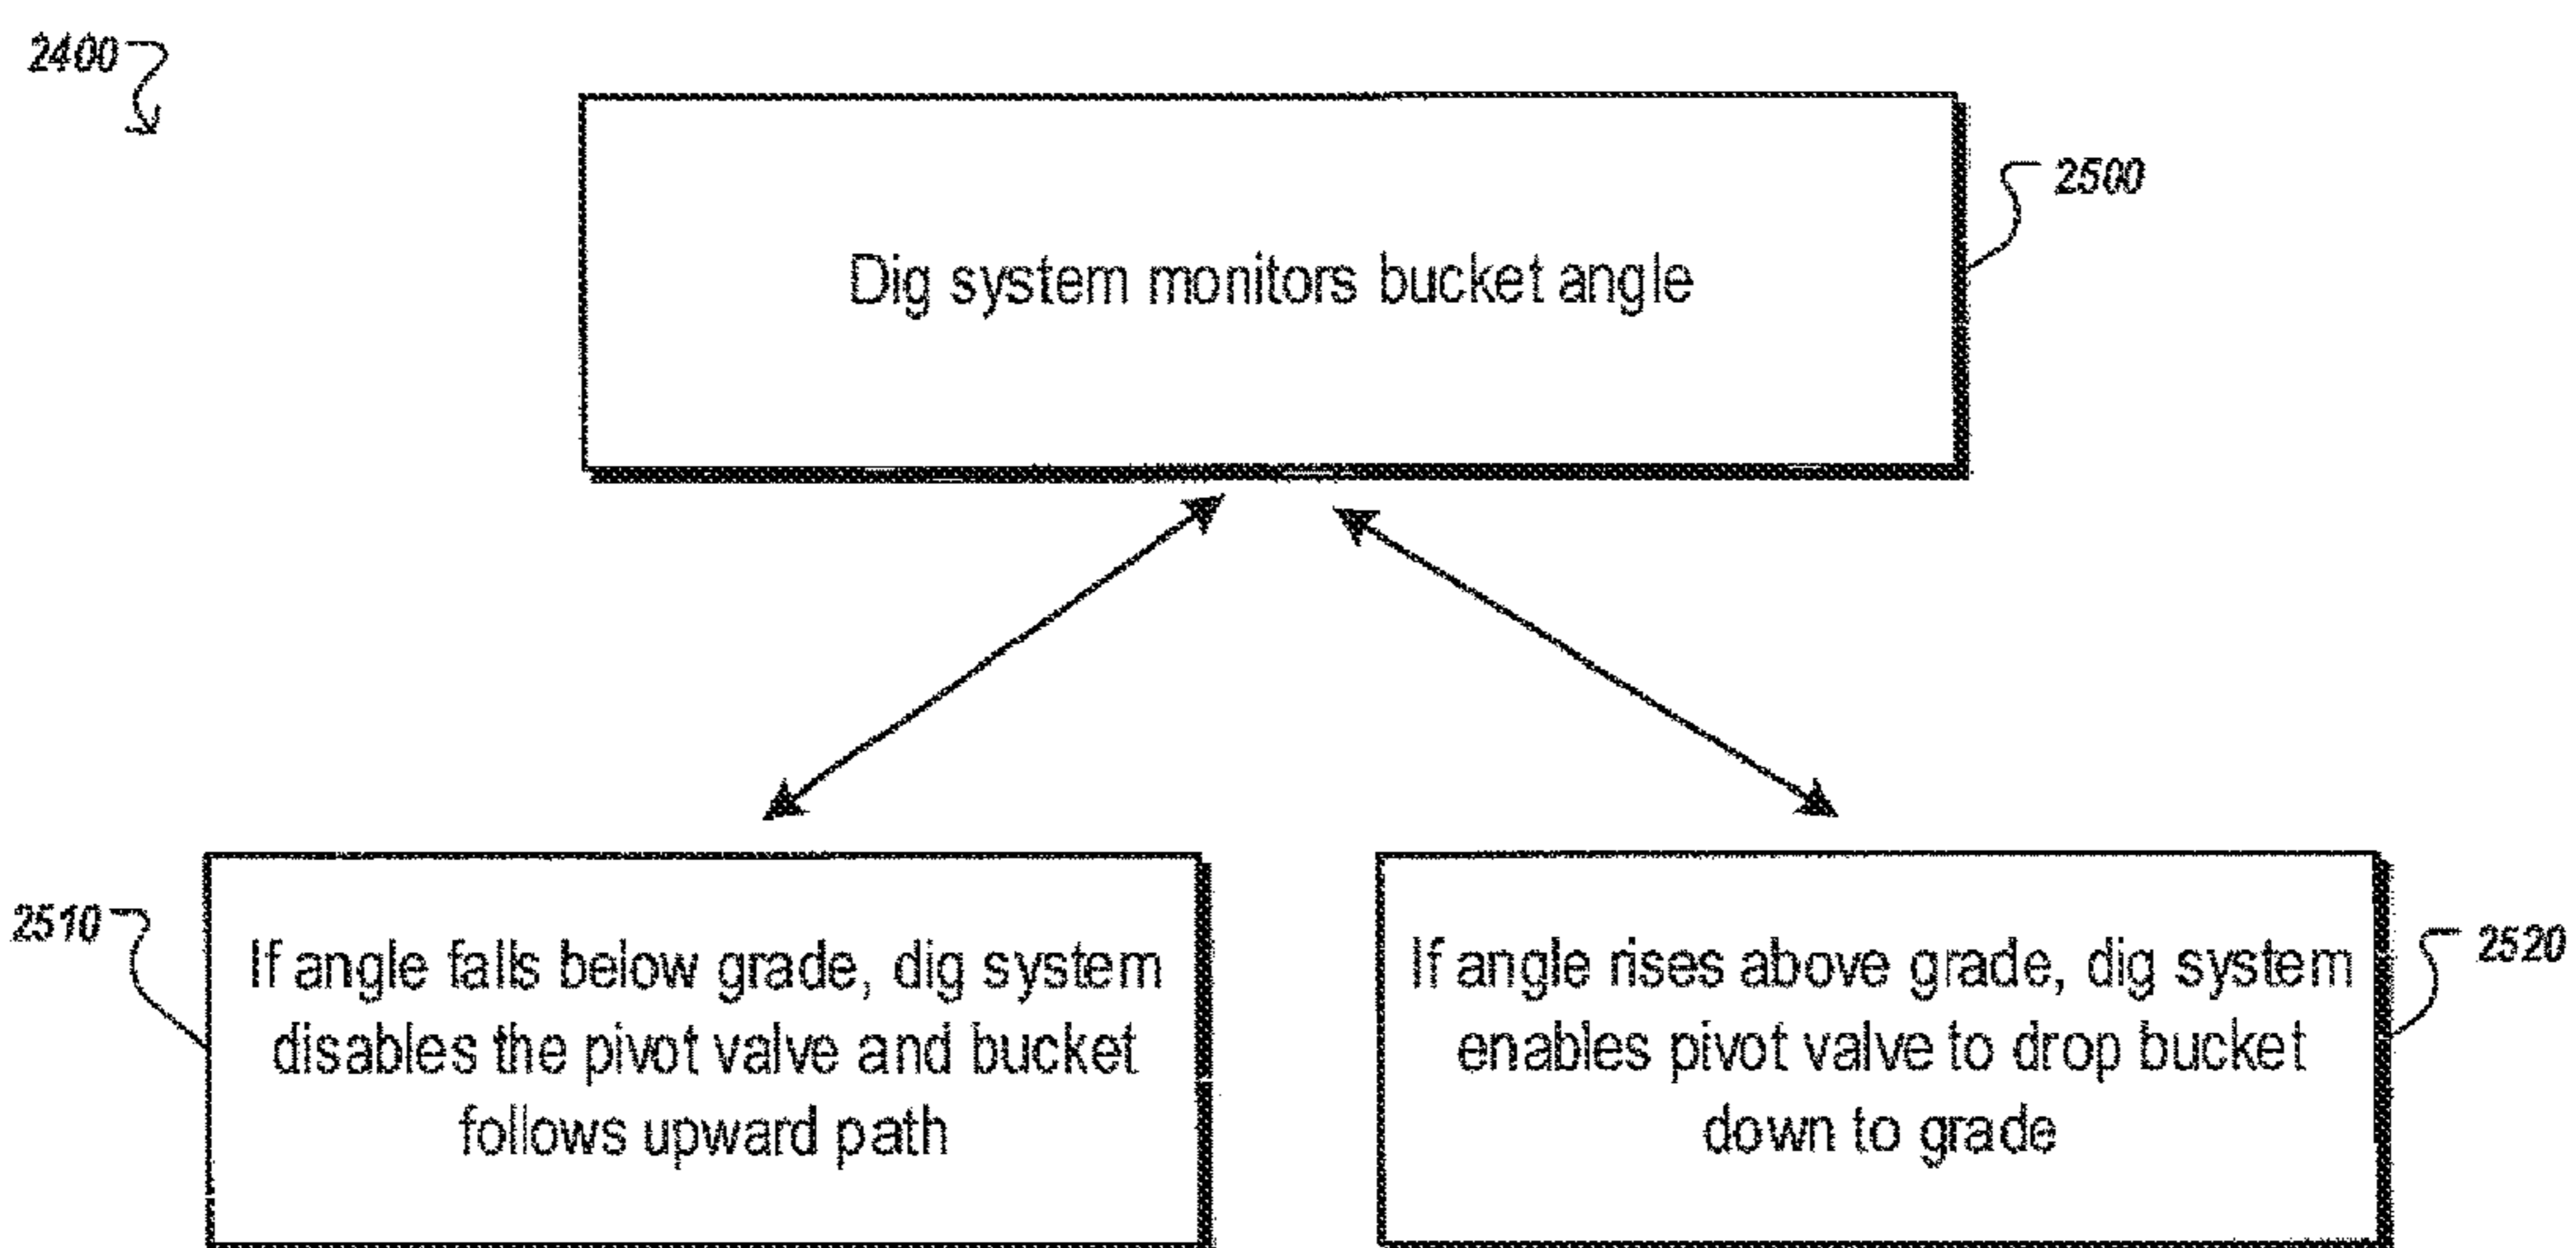 2400
Dig system monitors bucket angle
2500
2510
If angle falls below grade, dig system
disables the pivot valve and bucket
follows upward path
If angle rises above grade, dig system
enables pivot valve to drop bucket
down to grade
2520